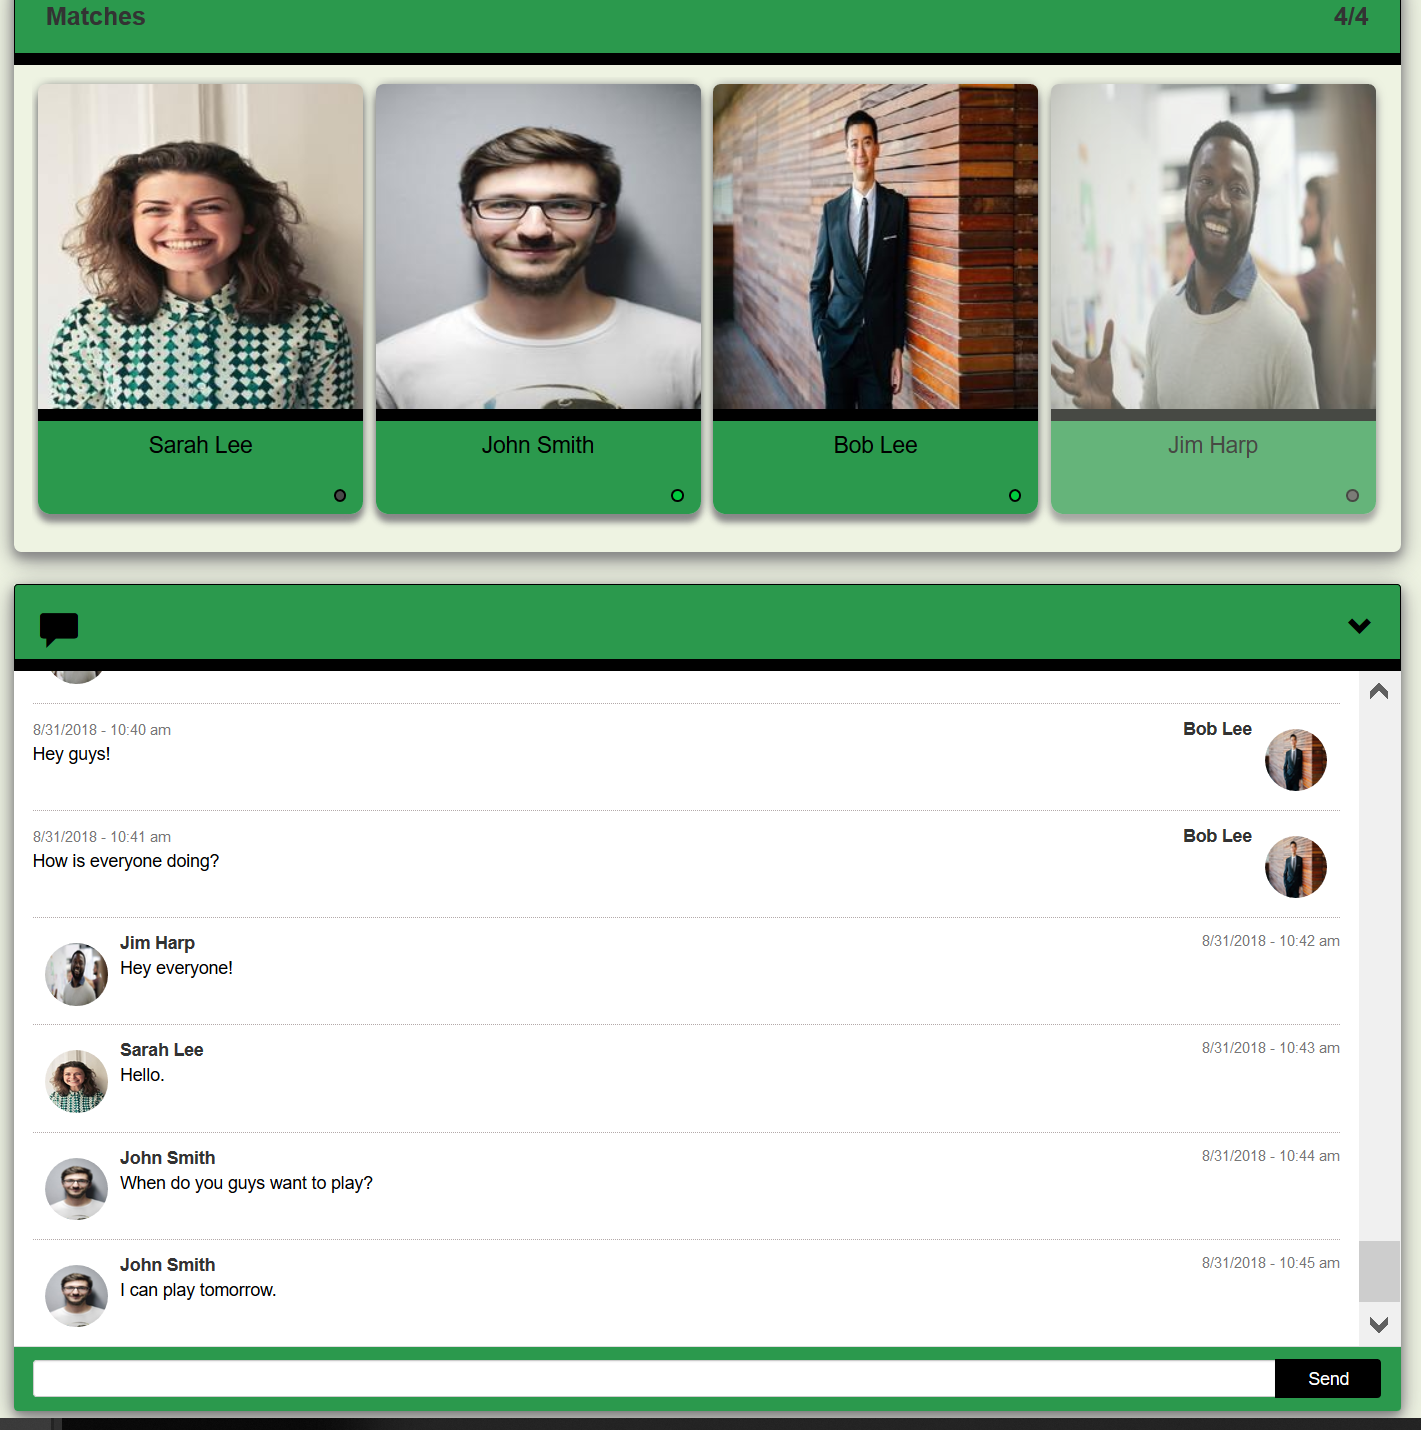 Matches 4/4
Sarah Lee
John Smith
Bob Lee
Jim Harp
8/31/2018 - 10:40 am Bob Lee
Hey guys!
8/31/2018 - 10:41 am Bob Lee
How is everyone doing?
Jim Harp 8/31/2018 - 10:42 am
Hey everyone!
Sarah Lee 8/31/2018 - 10:43 am
Hello.
John Smith 8/31/2018 - 10:44 am
When do you guys want to play?
John Smith 8/31/2018 - 10:45 am
I can play tomorrow.
Send